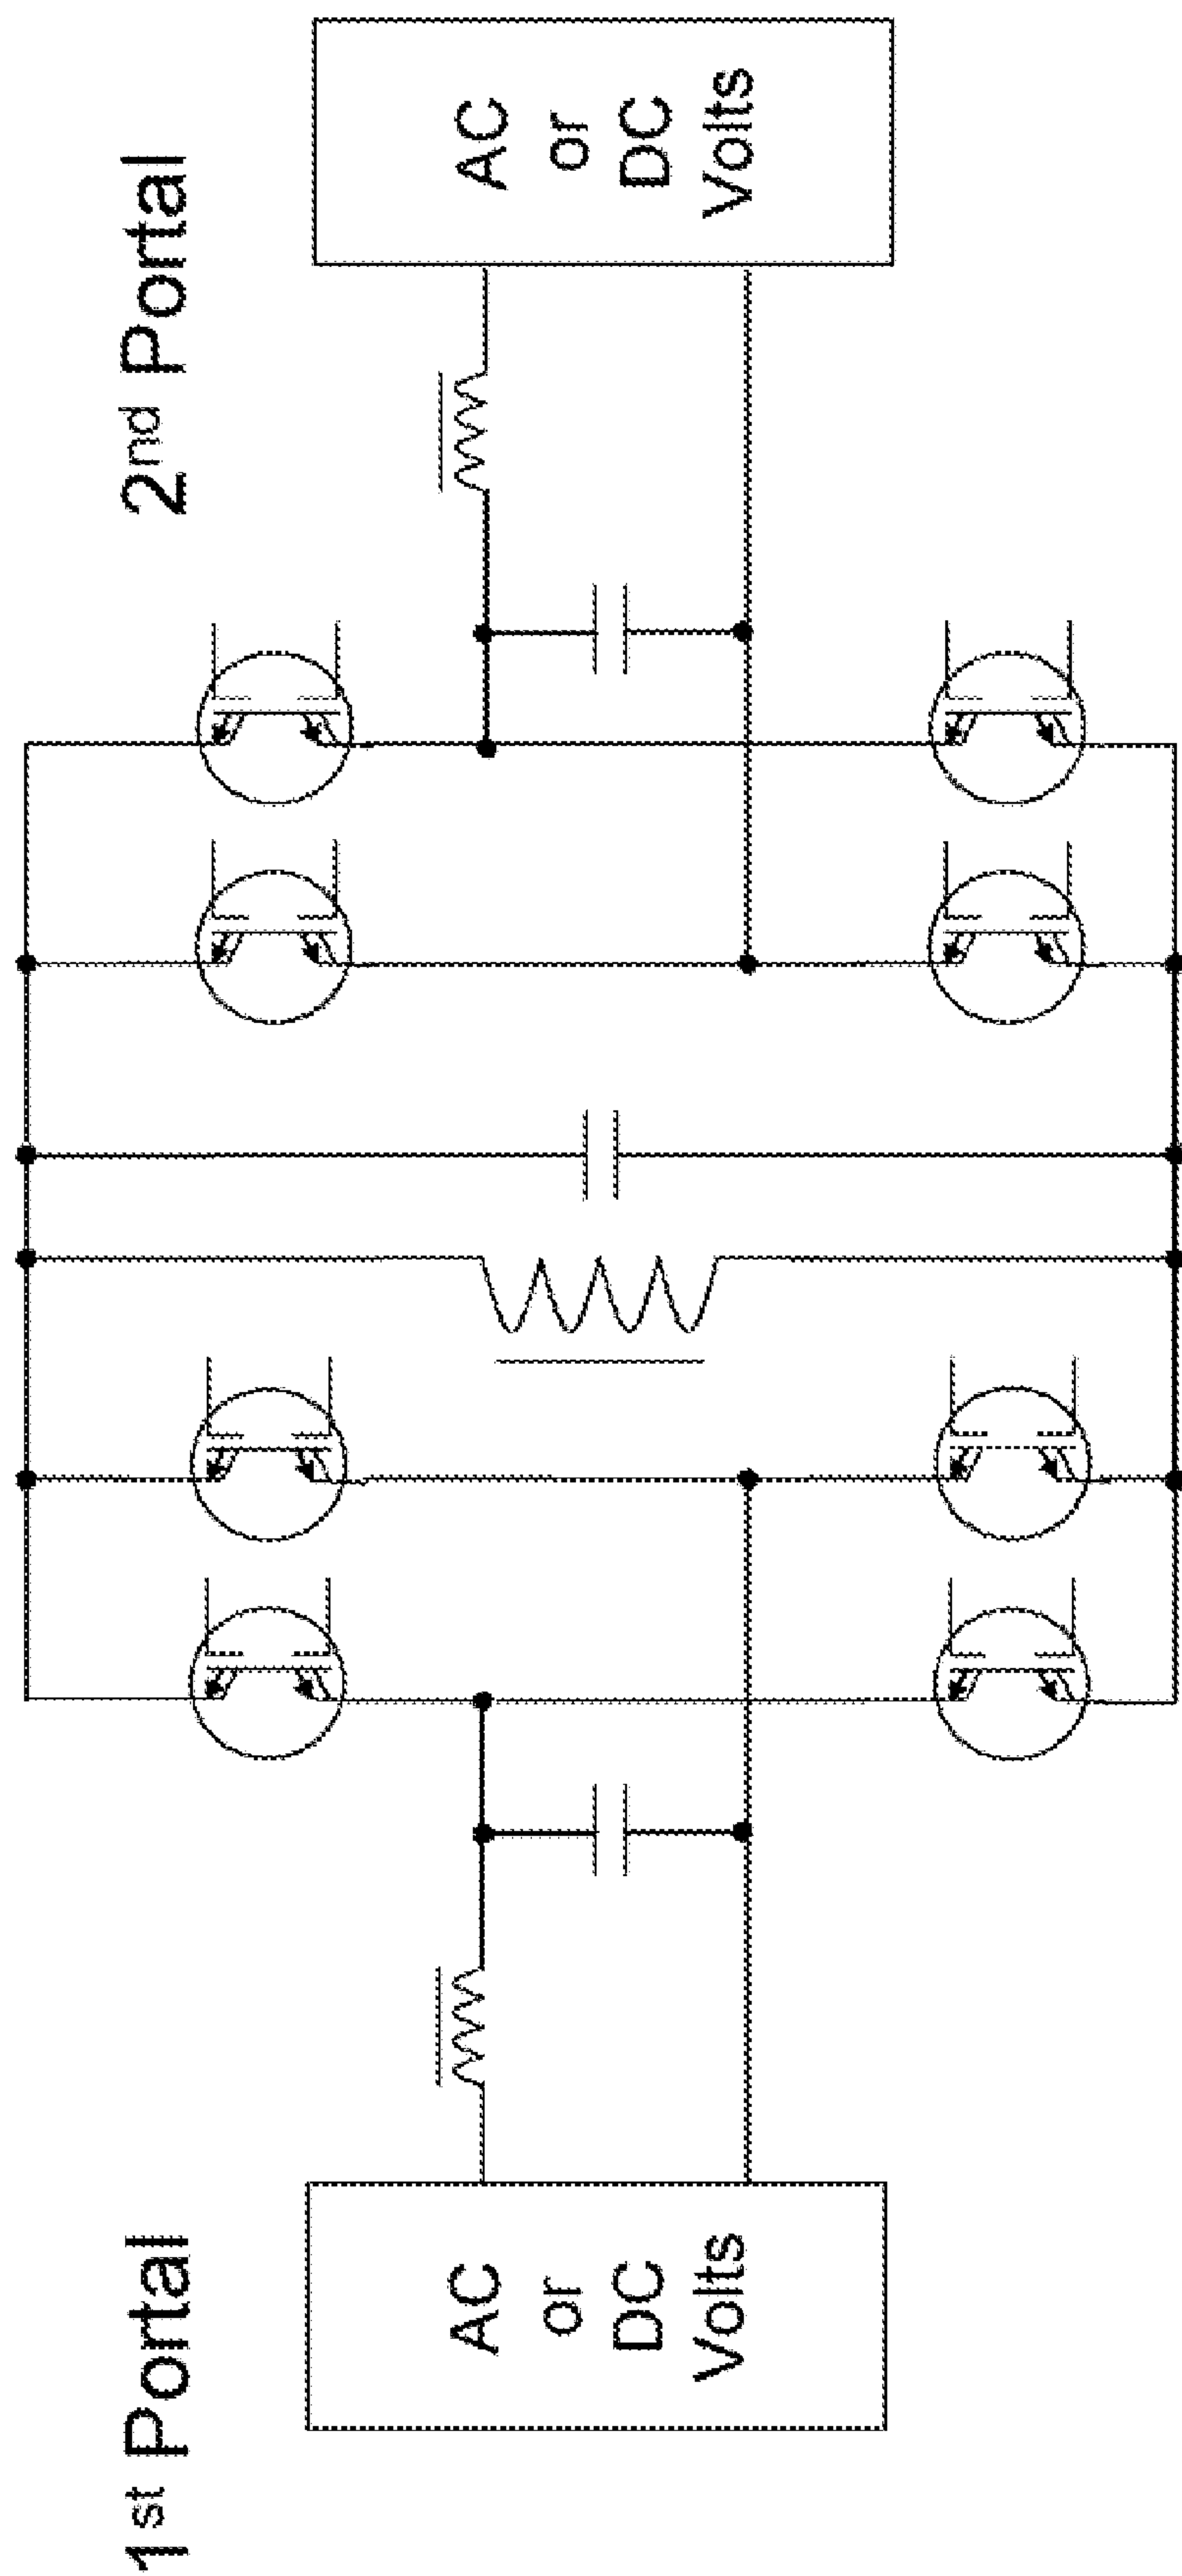 1st Portal
AC
or
DC
Volts
2nd Portal
AC
or
DC
Volts